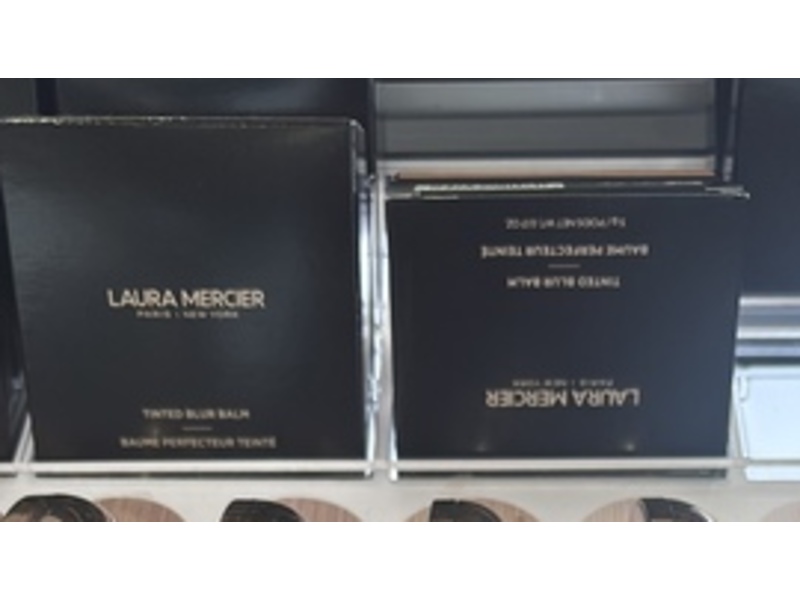 LAURA MERCIER
PARIS | NEW YORK
TINTED BLUR BALM
BAUME PERFECTEUR TEINTÉ
LAURA MERCIER
PARIS | NEW YORK
TINTED BLUR BALM
BAUME PERFECTEUR TEINTÉ